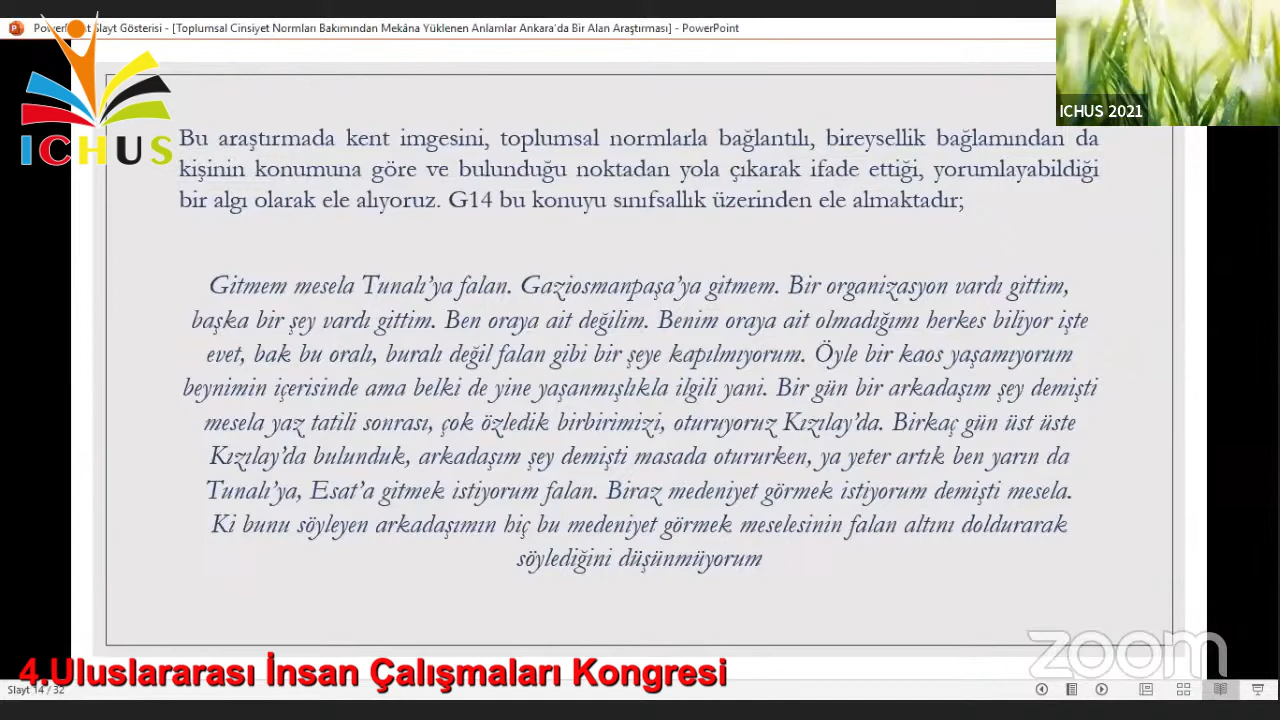 PowerPoint Slayt Gösterisi - [Toplumsal Cinsiyet Normları Bakımından Mekâna Yüklenen Anlamlar Ankara'da Bir Alan Araştırması] - PowerPoint
ICHUS 2021
ICHUS
Bu araştırmada kent imgesini, toplumsal normlarla bağlantılı, bireysellik bağlamından da
kişinin konumuna göre ve bulunduğu noktadan yola çıkarak ifade ettiği, yorumlayabildiği
bir algı olarak ele alıyoruz. G14 bu konuyu sınıfsallık üzerinden ele almaktadır;
Gitmem mesela Tunalı'ya falan. Gaziosmanpaşa'ya gitmem. Bir organizasyon vardı gittim,
başka bir şey vardı gittim. Ben oraya ait değilim. Benim oraya ait olmadığımı herkes biliyor işte
evet, bak bu oralı, buralı değil falan gibi bir şeye kapılmıyorum. Öyle bir kaos yaşamıyorum
beynimin içerisinde ama belki de yine yaşanmışlıkla ilgili yani. Bir gün bir arkadaşım şey demişti
mesela yaz tatili sonrası, çok özledik birbirimizi, oturuyoruz Kızılay'da. Birkaç gün üst üste
Kızılay'da bulunduk, arkadaşım şey demişti masada otururken, ya yeter artık ben yarın da
Tunalı'ya, Esat'a gitmek istiyorum falan. Biraz medeniyet görmek istiyorum demişti mesela.
Ki bunu söyleyen arkadaşımın hiç bu medeniyet görmek meselesinin falan altını doldurarak
söylediğini düşünmüyorum
zoom
4.Uluslararası İnsan Çalışmaları Kongresi
Slayt 14 / 32